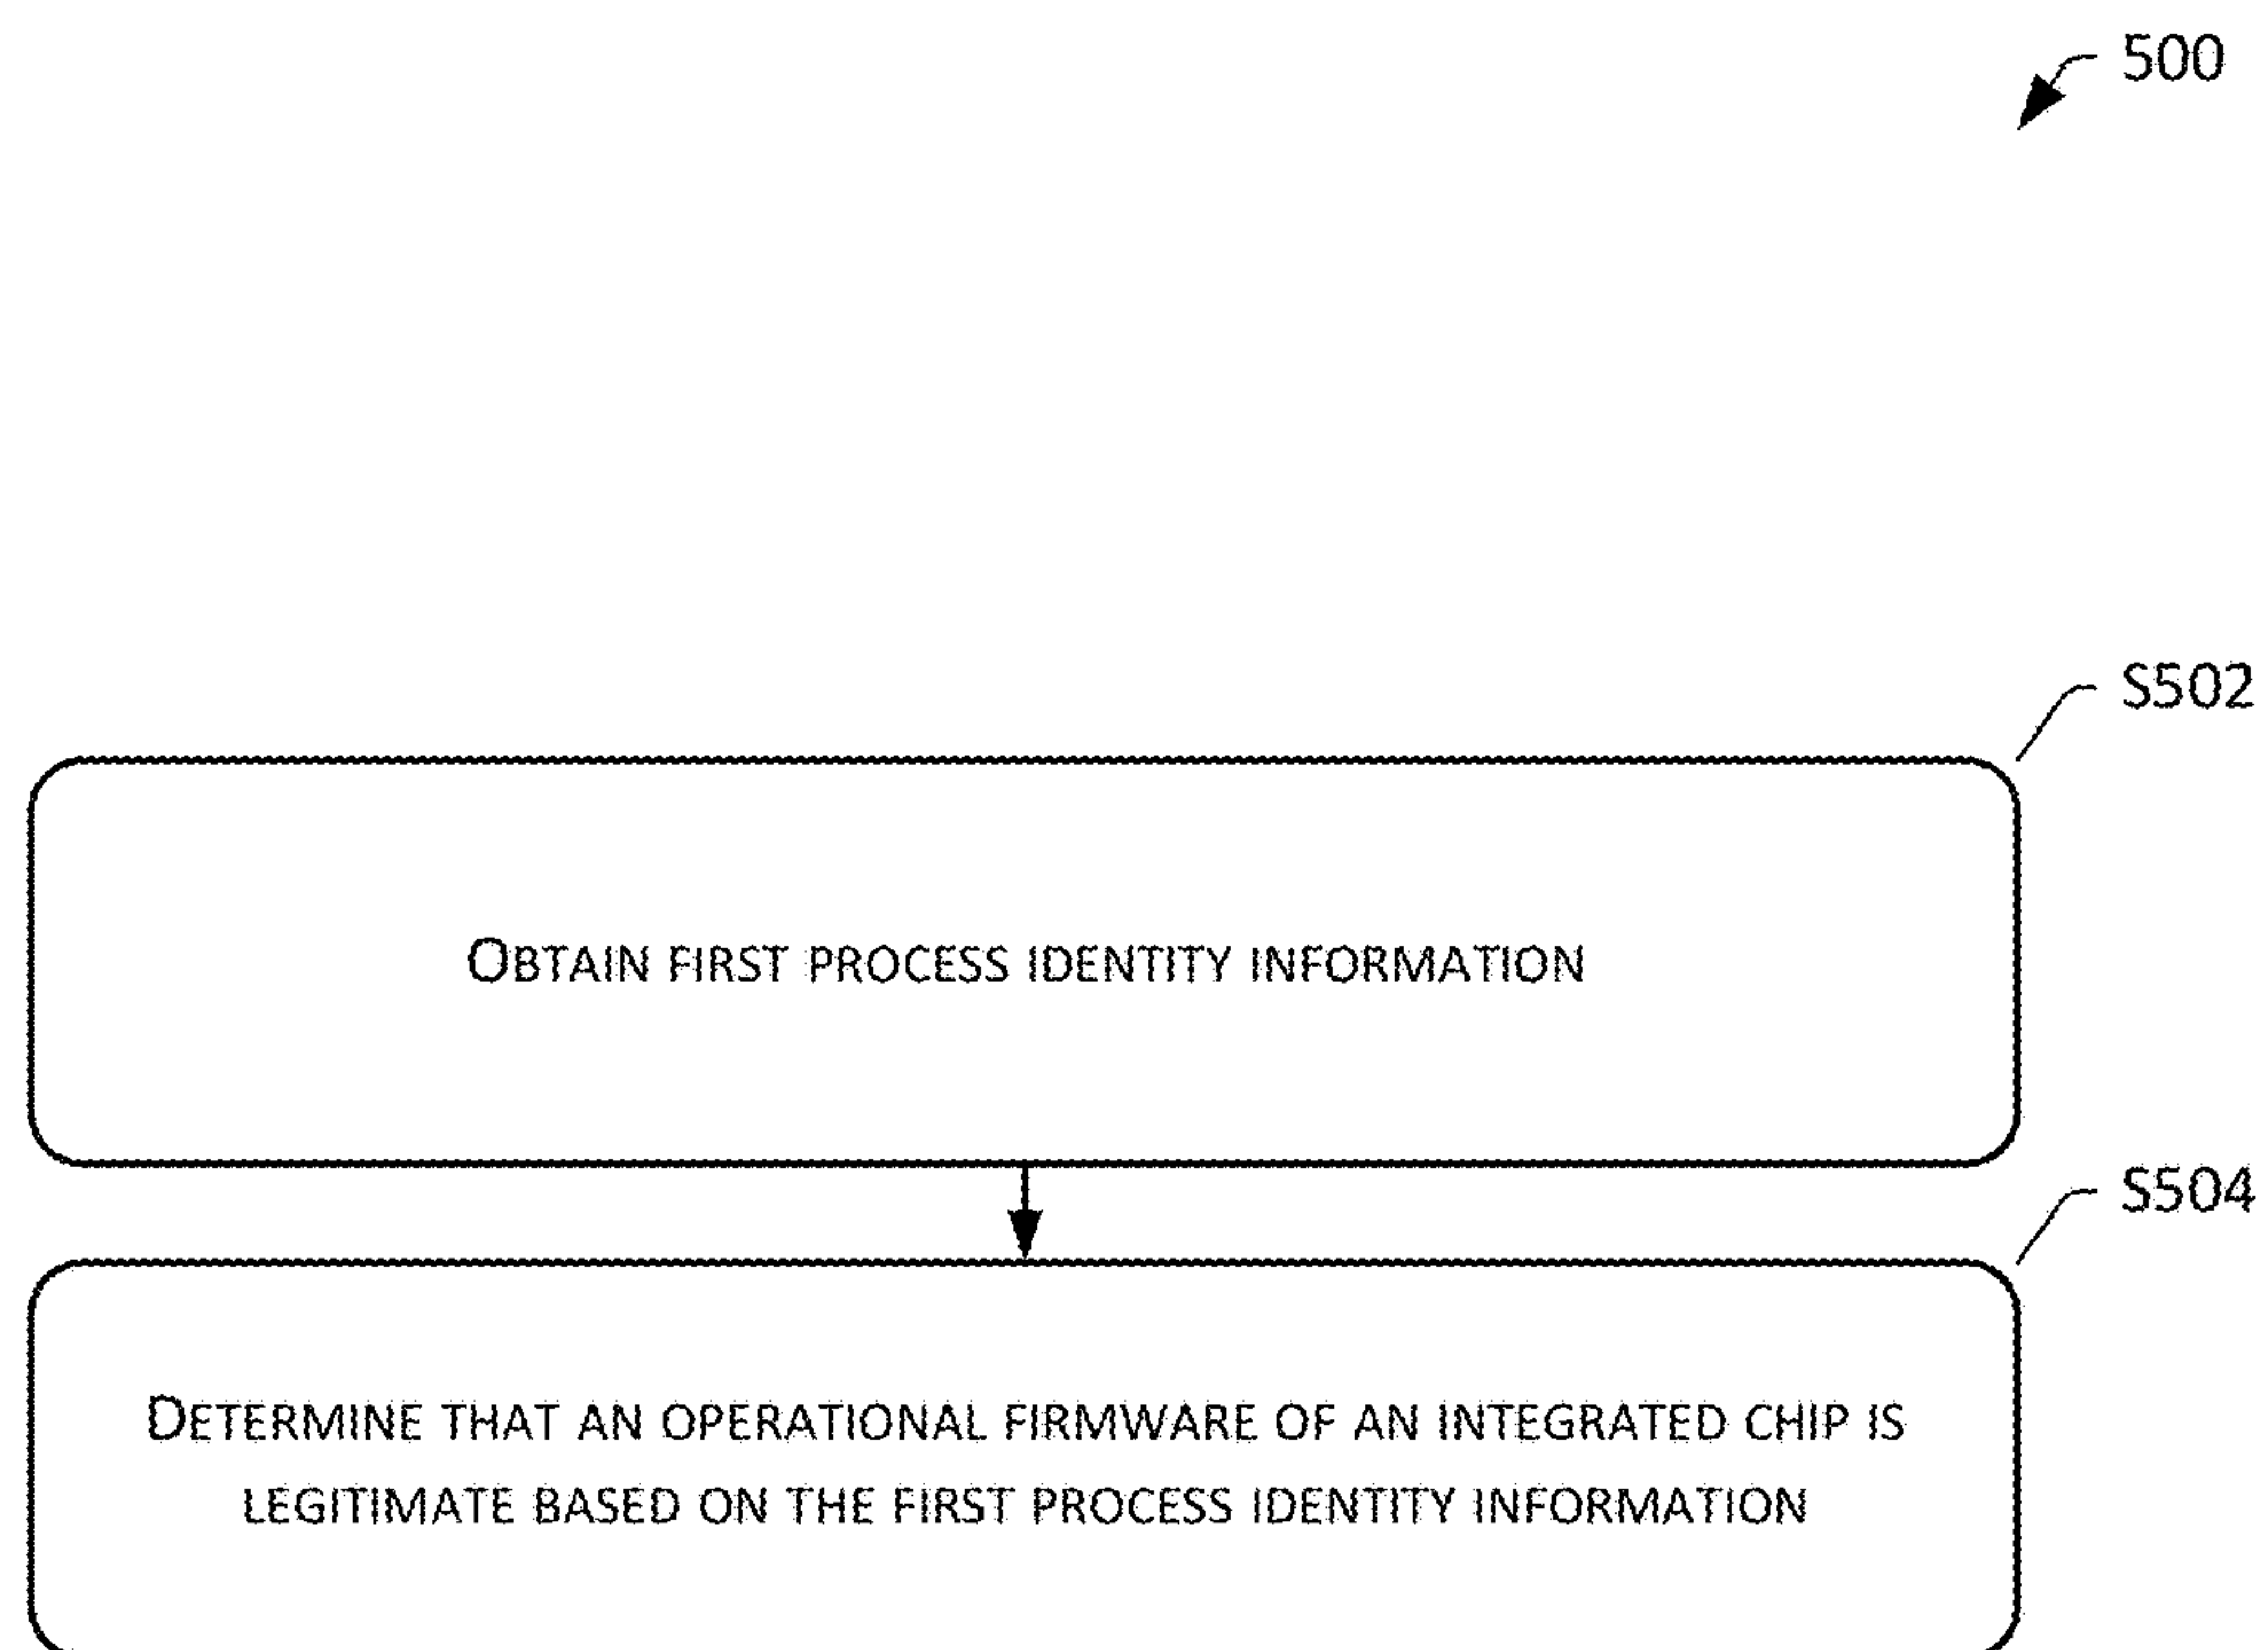 500
S502
OBTAIN FIRST PROCESS IDENTITY INFORMATION
S504
DETERMINE THAT AN OPERATIONAL FIRMWARE OF AN INTEGRATED CHIP IS
LEGITIMATE BASED ON THE FIRST PROCESS IDENTITY INFORMATION